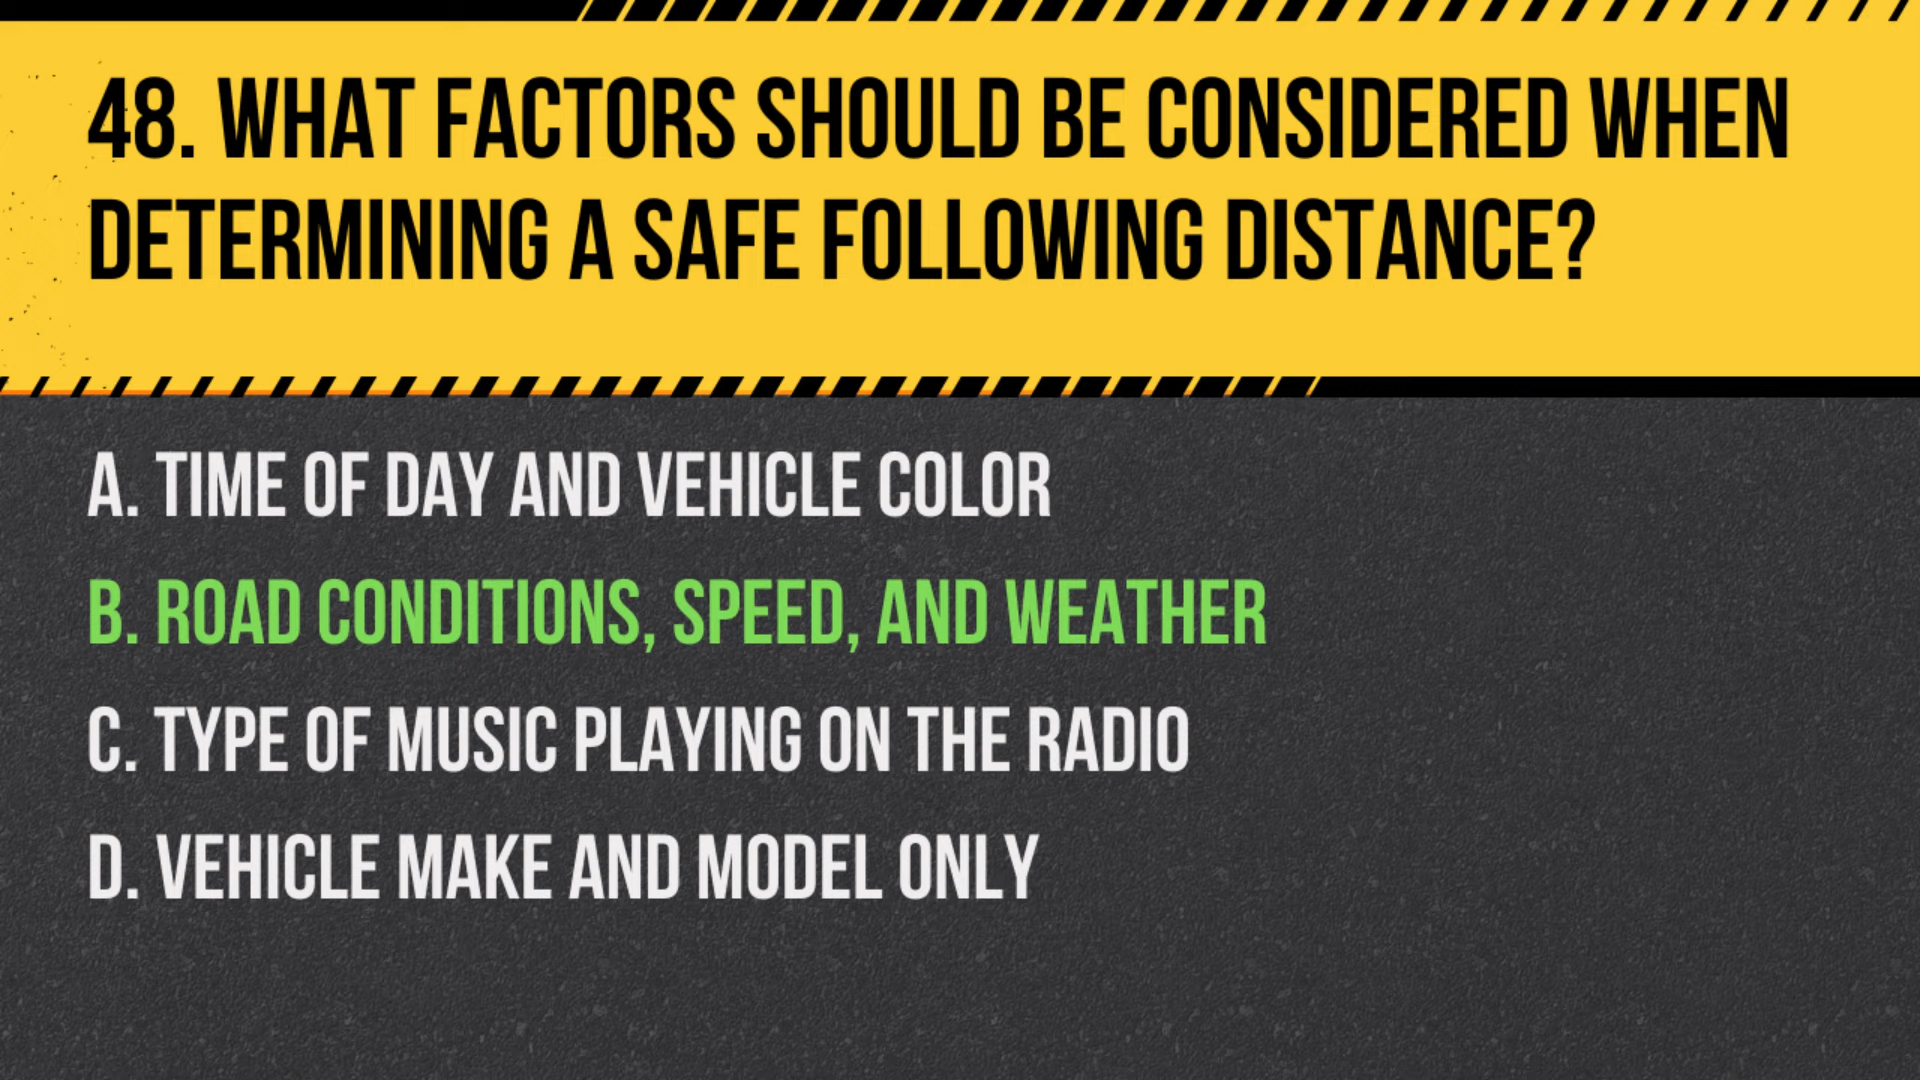 48. WHAT FACTORS SHOULD BE CONSIDERED WHEN
DETERMINING A SAFE FOLLOWING DISTANCE?
A. TIME OF DAY AND VEHICLE COLOR
B. ROAD CONDITIONS, SPEED, AND WEATHER
C. TYPE OF MUSIC PLAYING ON THE RADIO
D. VEHICLE MAKE AND MODEL ONLY